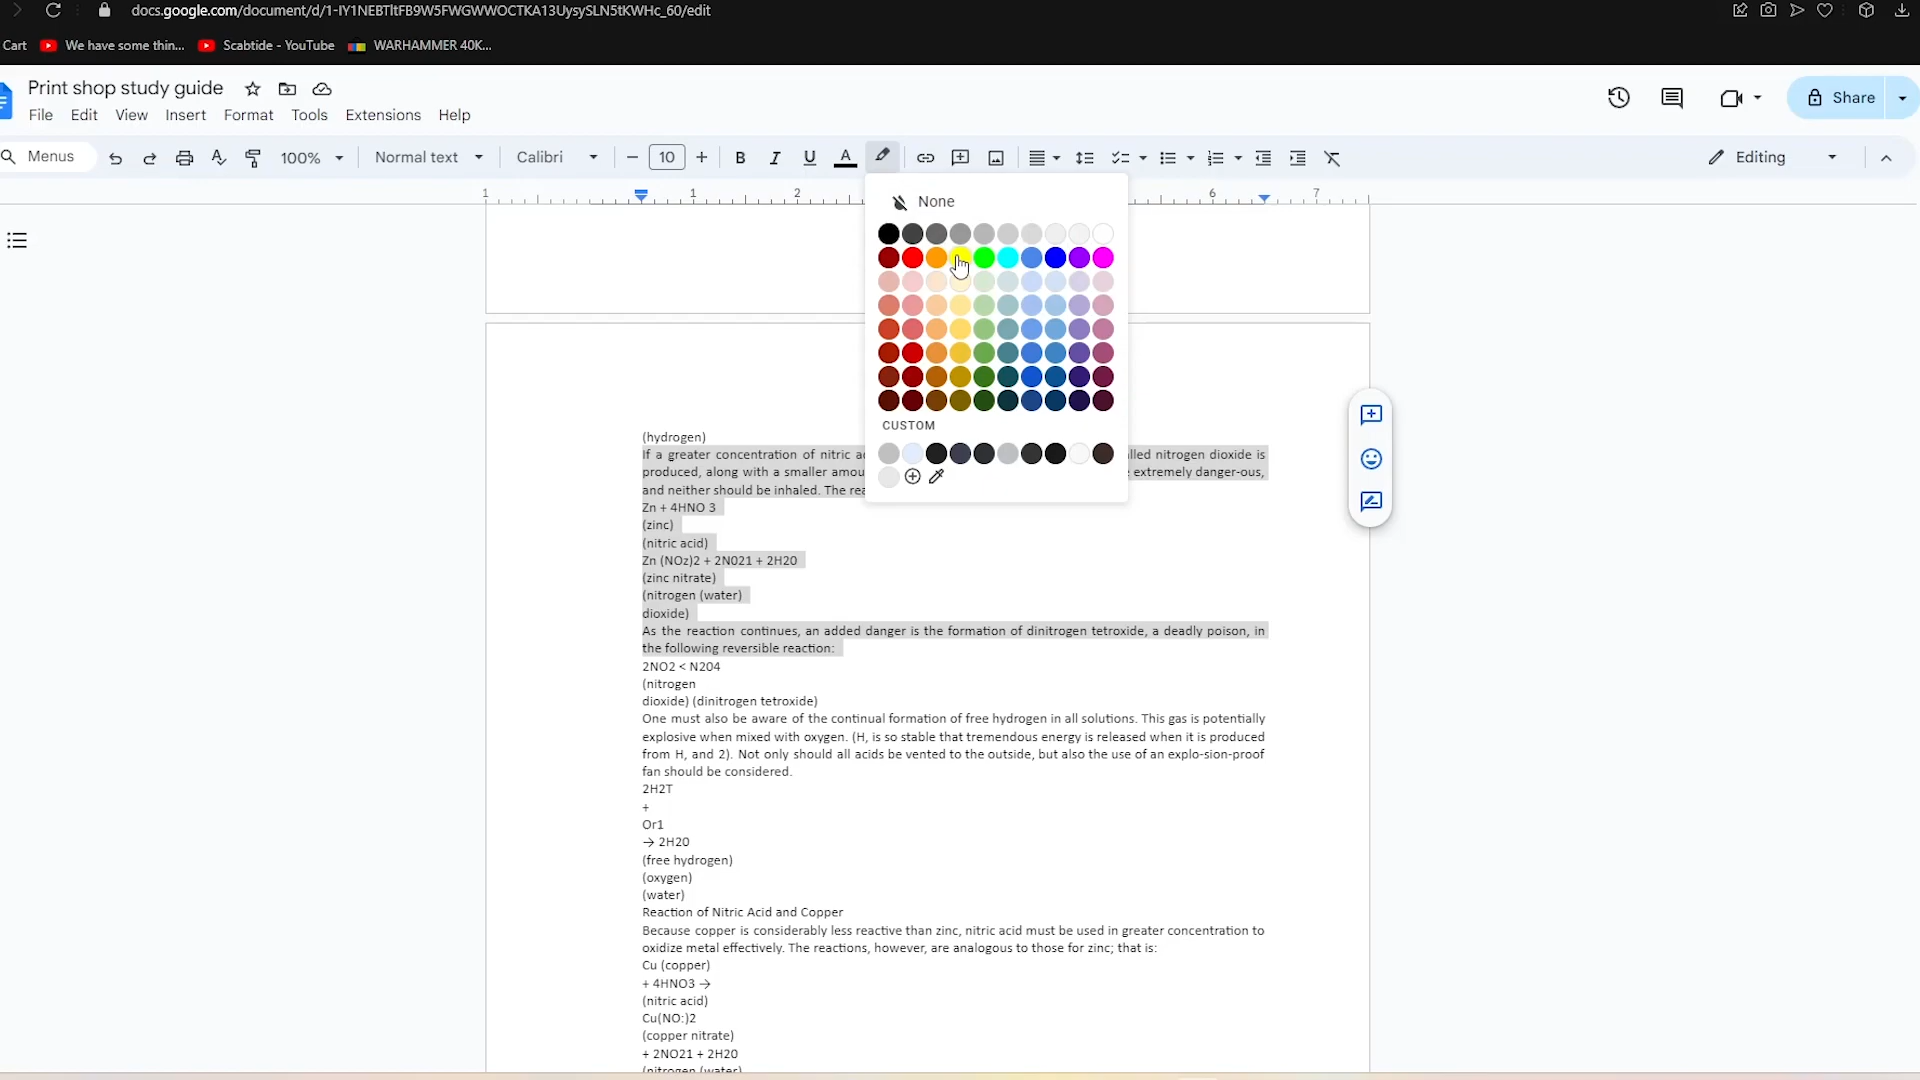 docs.google.com/document/d/1-IY1NEBTltFB9W5FWGWWOCTKA13UysySLN5tKWHc_60/edit
Cart We have some thin... Scabtide - YouTube WARHAMMER 40K...
Print shop study guide
File Edit View Insert Format Tools Extensions Help
Share
Menus 100% Normal text Calibri 10 B I U A Editing
1 1 2 6 7
None
CUSTOM
(hydrogen)
If a greater concentration of nitric lled nitrogen dioxide is
produced, along with a smaller extremely danger-ous,
and neither should be inhaled. The
Zn + 4HNO 3
(zinc)
(nitric acid)
Zn (NOz)2 + 2N021 + 2H20
(zinc nitrate)
(nitrogen (water)
dioxide)
As the reaction continues, an added danger is the formation of dinitrogen tetroxide, a deadly poison, in
the following reversible reaction:
2NO2 < N204
(nitrogen
dioxide) (dinitrogen tetroxide)
One must also be aware of the continual formation of free hydrogen in all solutions. This gas is potentially
explosive when mixed with oxygen. (H, is so stable that tremendous energy is released when it is produced
from H, and 2). Not only should all acids be vented to the outside, but also the use of an explo-sion-proof
fan should be considered.
2H2T
+
Or1
→ 2H20
(free hydrogen)
(oxygen)
(water)
Reaction of Nitric Acid and Copper
Because copper is considerably less reactive than zinc, nitric acid must be used in greater concentration to
oxidize metal effectively. The reactions, however, are analogous to those for zinc; that is:
Cu (copper)
+ 4HNO3 →
(nitric acid)
Cu(NO:)2
(copper nitrate)
+ 2NO21 + 2H20
(nitrogen (water)